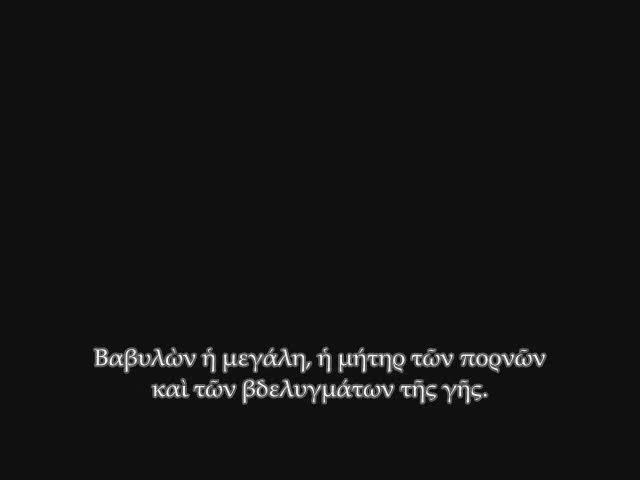 Βαβυλὼν ἡ μεγάλη, ἡ μήτηρ τῶν πορνῶν
καὶ τῶν βδελυγμάτων τῆς γῆς.